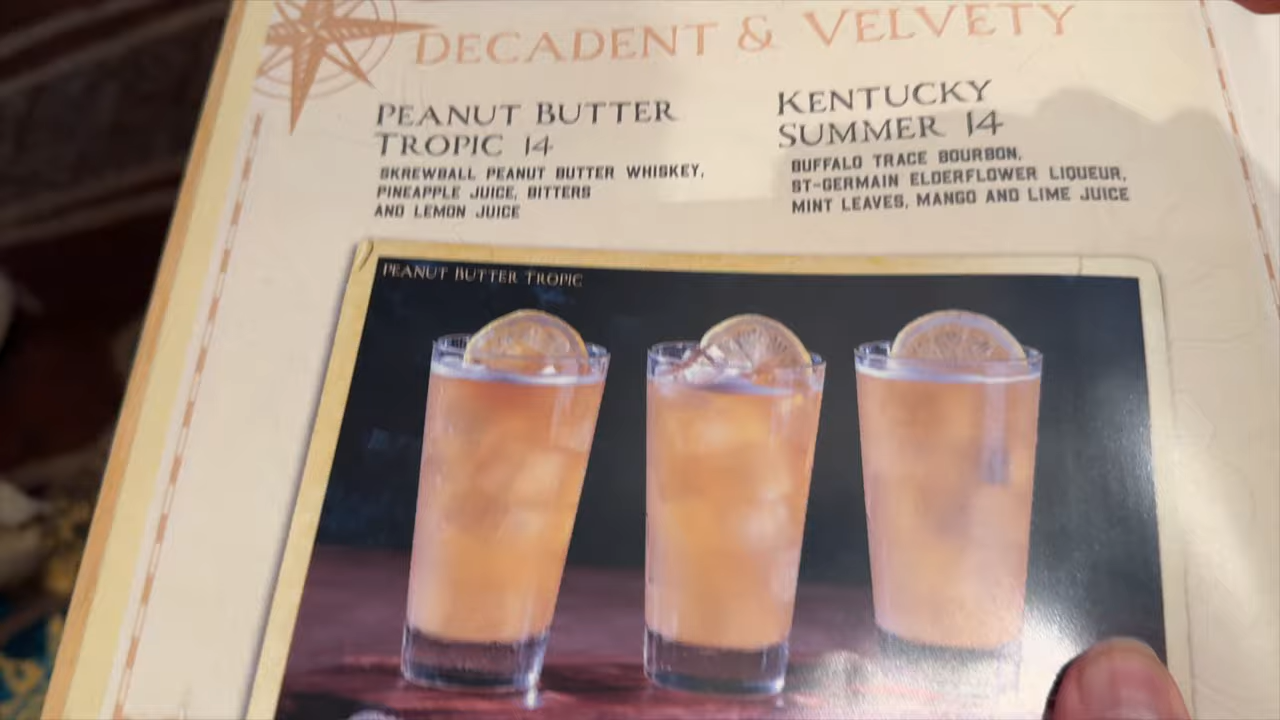 DECADENT & VELVETY
PEANUT BUTTER
TROPIC 14
SKREWBALL PEANUT BUTTER WHISKEY,
PINEAPPLE JUICE, BITTERS
AND LEMON JUICE
KENTUCKY
SUMMER 14
BUFFALO TRACE BOURBON,
ST-GERMAIN ELDERFLOWER LIQUEUR,
MINT LEAVES, MANGO AND LIME JUICE
PEANUT BUTTER TROPIC